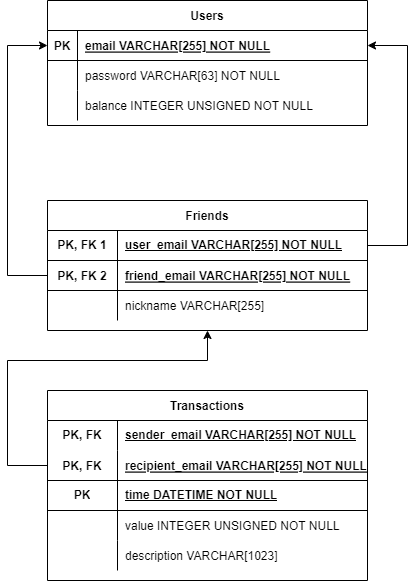 Users
PK email VARCHAR[255] NOT NULL
password VARCHAR[63] NOT NULL
balance INTEGER UNSIGNED NOT NULL
Friends
PK, FK 1 user_email VARCHAR[255] NOT NULL
PK, FK 2 friend_email VARCHAR[255] NOT NULL
nickname VARCHAR[255]
Transactions
PK, FK sender_email VARCHAR[255] NOT NULL
PK, FK recipient_email VARCHAR[255] NOT NULL
PK time DATETIME NOT NULL
value INTEGER UNSIGNED NOT NULL
description VARCHAR[1023]